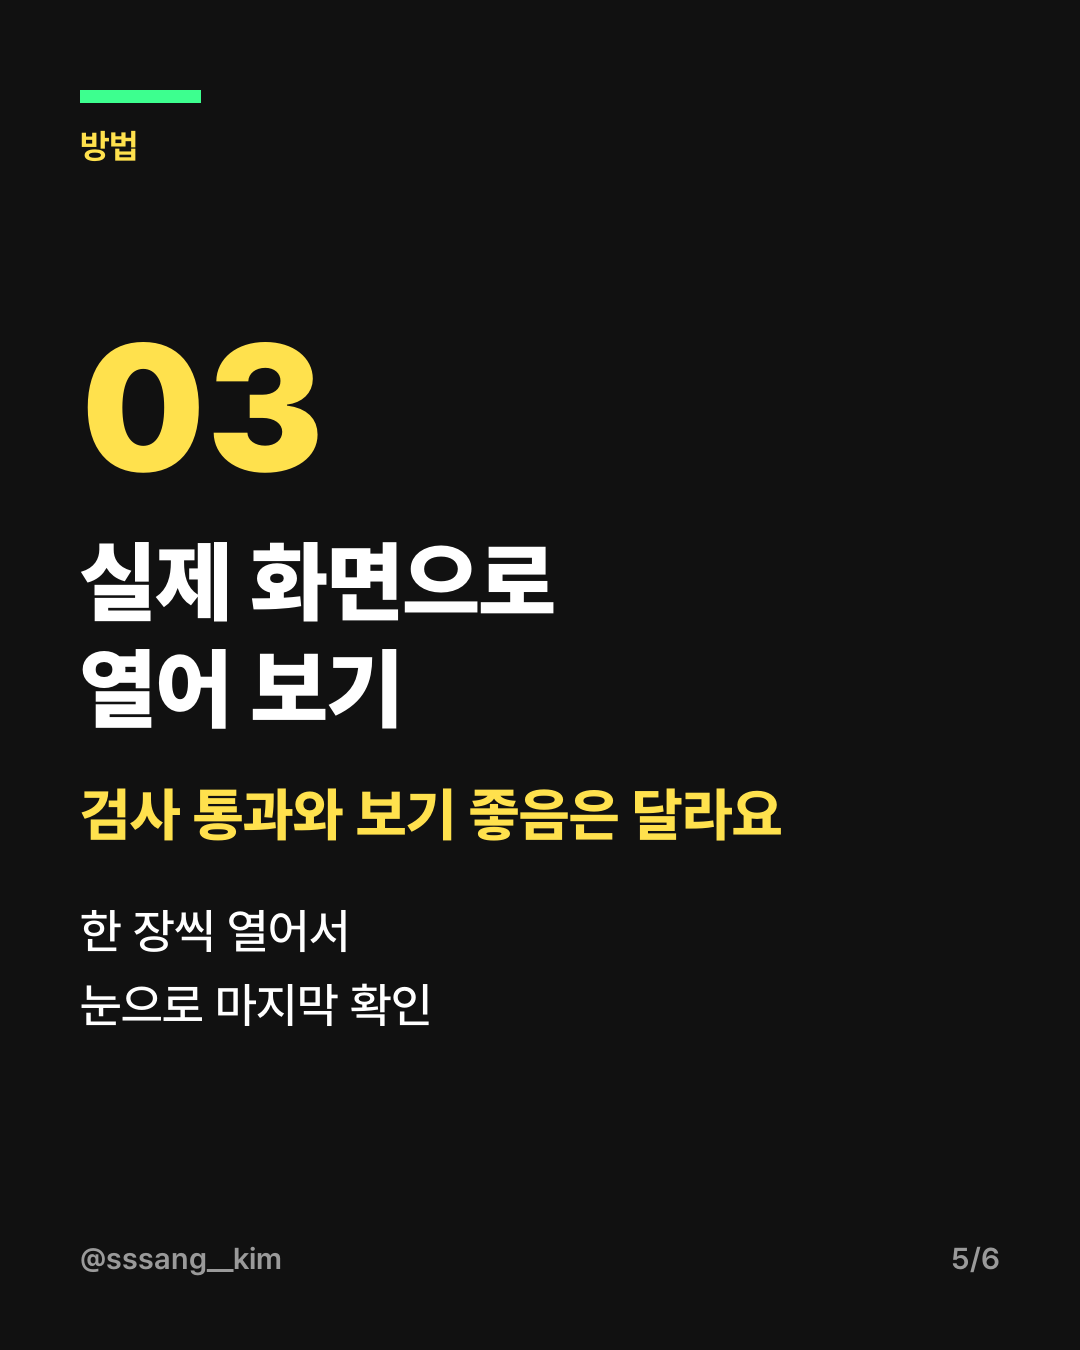 방법
03
실제 화면으로
열어 보기
검사 통과와 보기 좋음은 달라요
한 장씩 열어서
눈으로 마지막 확인
@sssang__kim
5/6